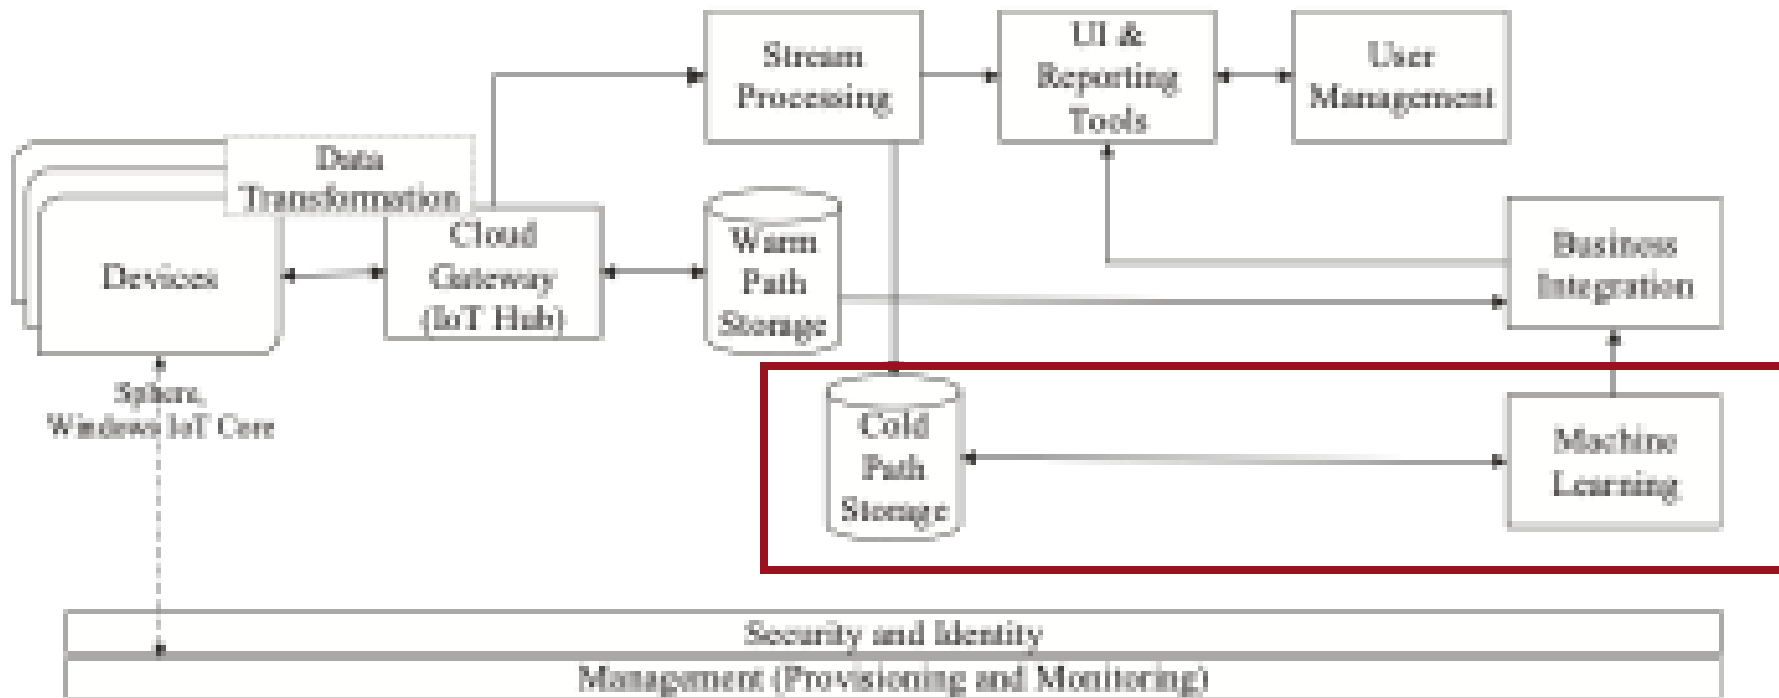 Stream
Processing
UI &
Reporting
Tools
User
Management
Data
Transformation
Devices
Cloud
Gateway
(IoT Hub)
Warm
Path
Storage
Business
Integration
Sphere,
Windows IoT Core
Cold
Path
Storage
Machine
Learning
Security and Identity
Management (Provisioning and Monitoring)